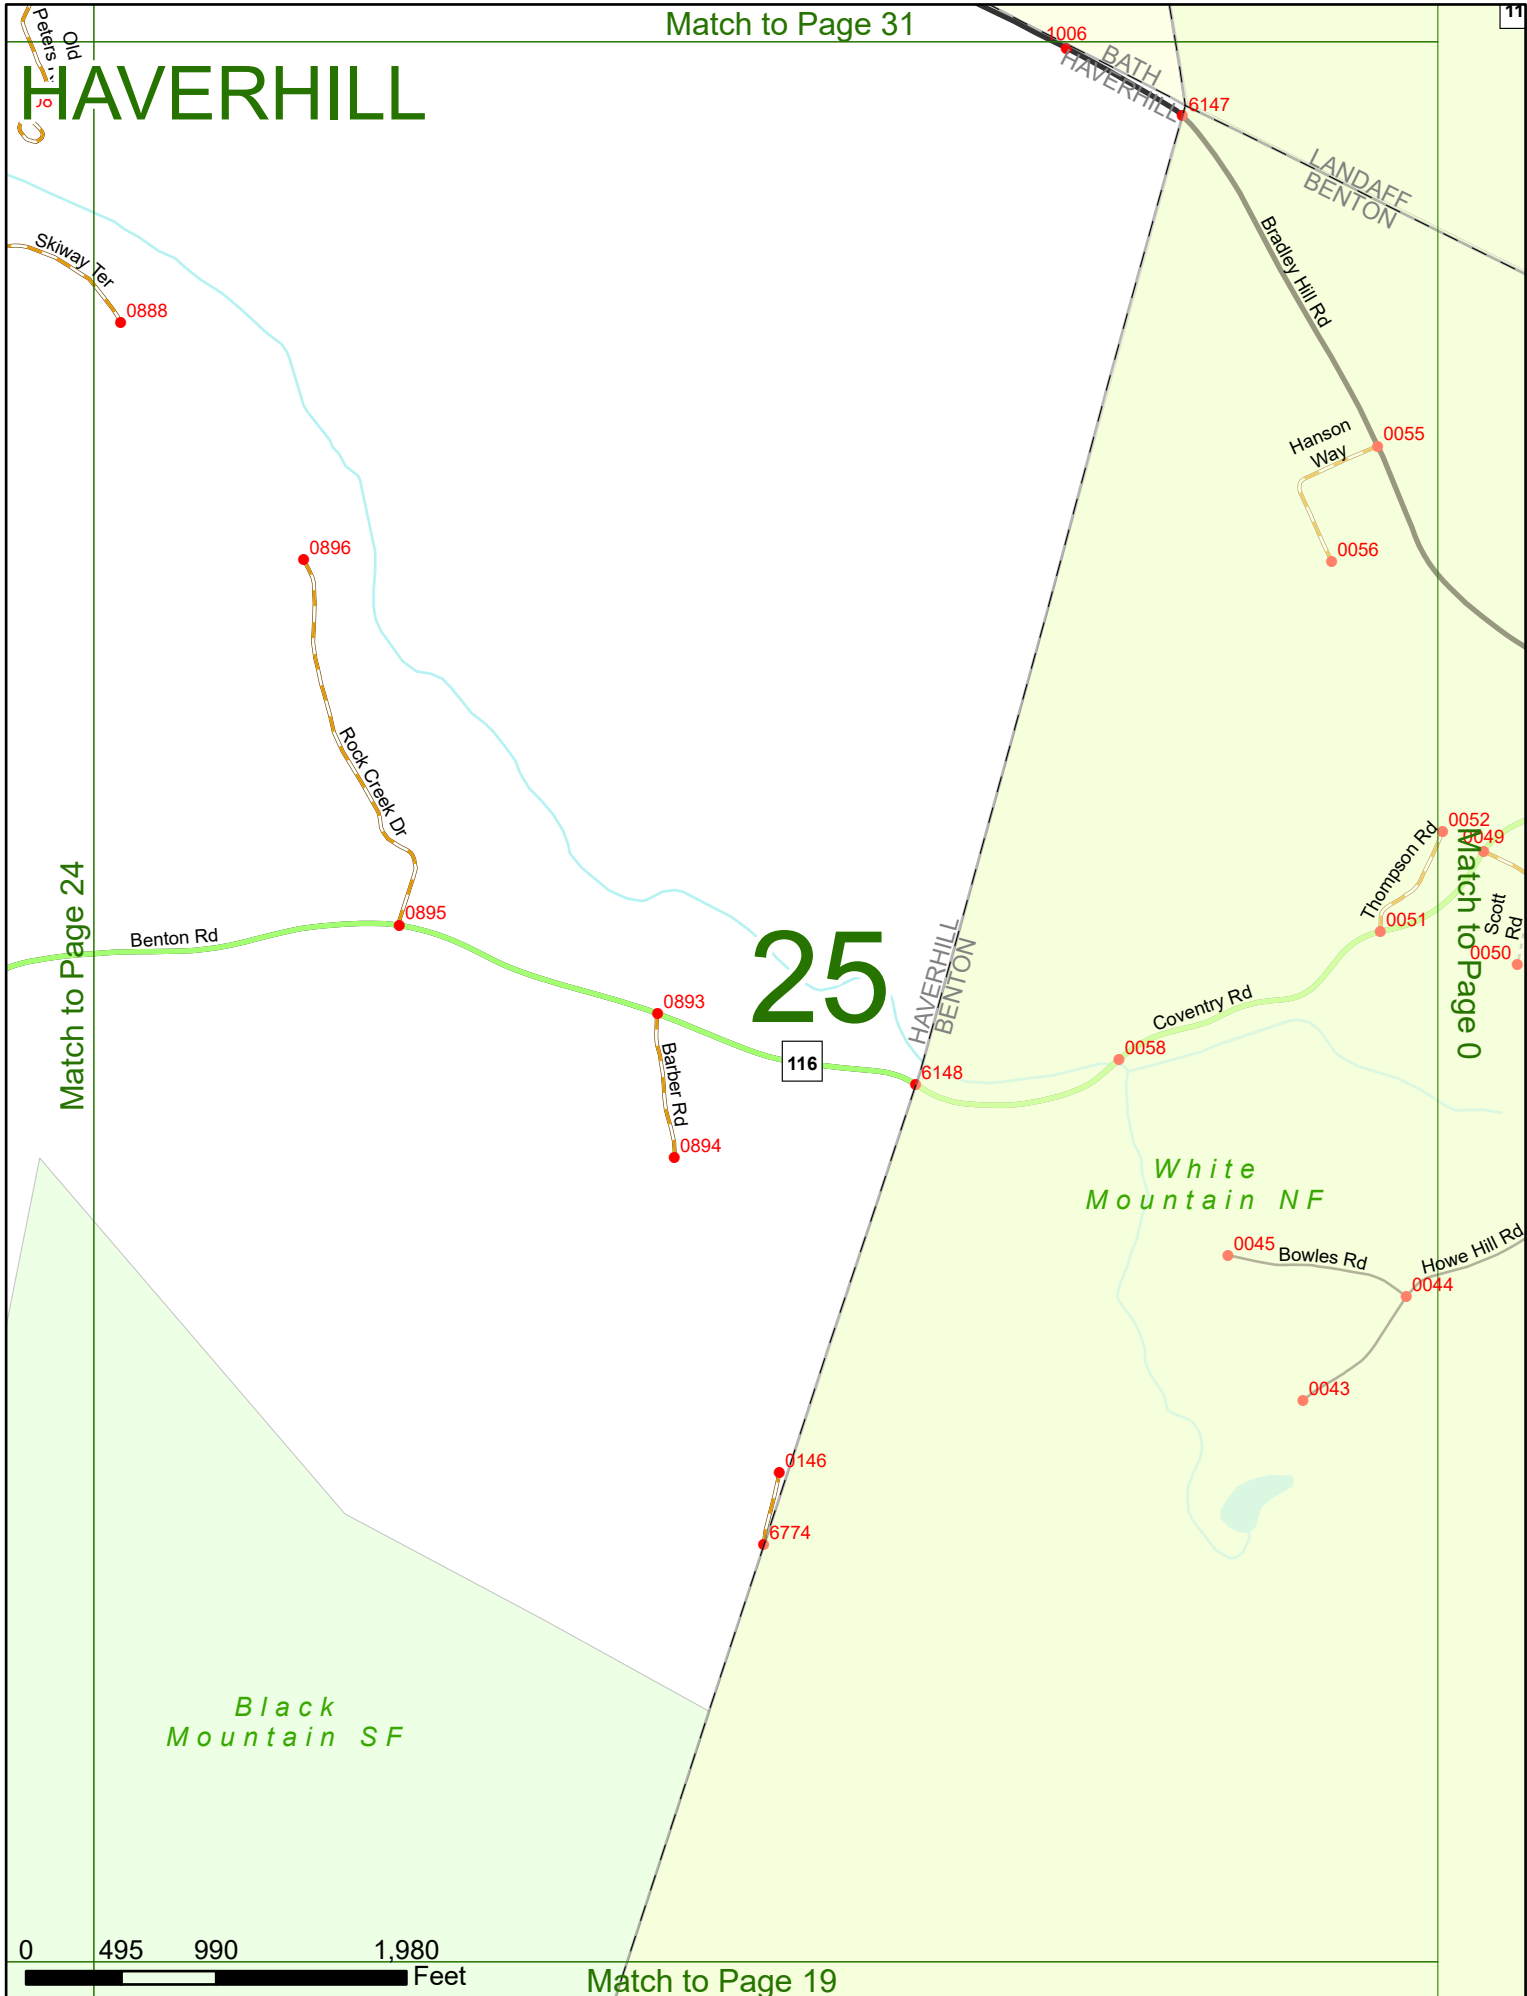 Match to Page 31
11
Old
Peters
HAVERHILL
1006
BATH
HAVERHILL
6147
LANDAFF
BENTON
Skiway Ter
0888
Bradley Hill Rd
Hanson
Way
0055
0056
0896
Rock Creek Dr
0052
0049
Thompson Rd
Match to Page 24
Match to Page 0
Scott
Rd
0895
Benton Rd
0051
0050
25
HAVERHILL
BENTON
0893
Coventry Rd
116
0058
Barber Rd
6148
0894
White
Mountain NF
0045
Bowles Rd
Howe Hill Rd
0044
0043
0146
6774
Black
Mountain SF
0 495 990 1,980
Feet
Match to Page 19